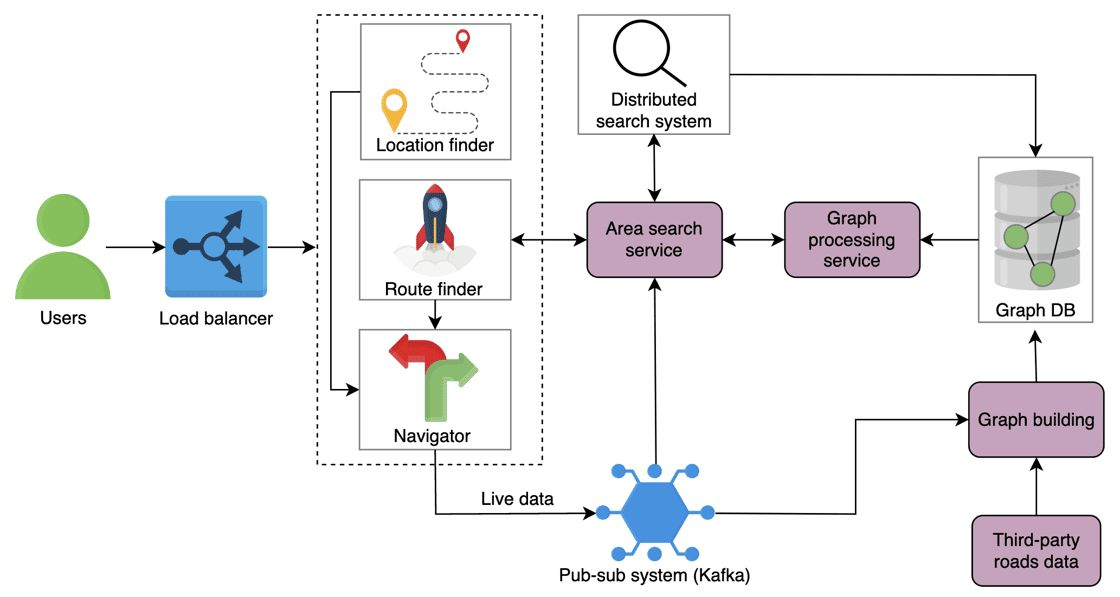 Location finder
Distributed
search system
Users
Load balancer
Route finder
Area search
service
Graph
processing
service
Graph DB
Navigator
Graph building
Live data
Pub-sub system (Kafka)
Third-party
roads data